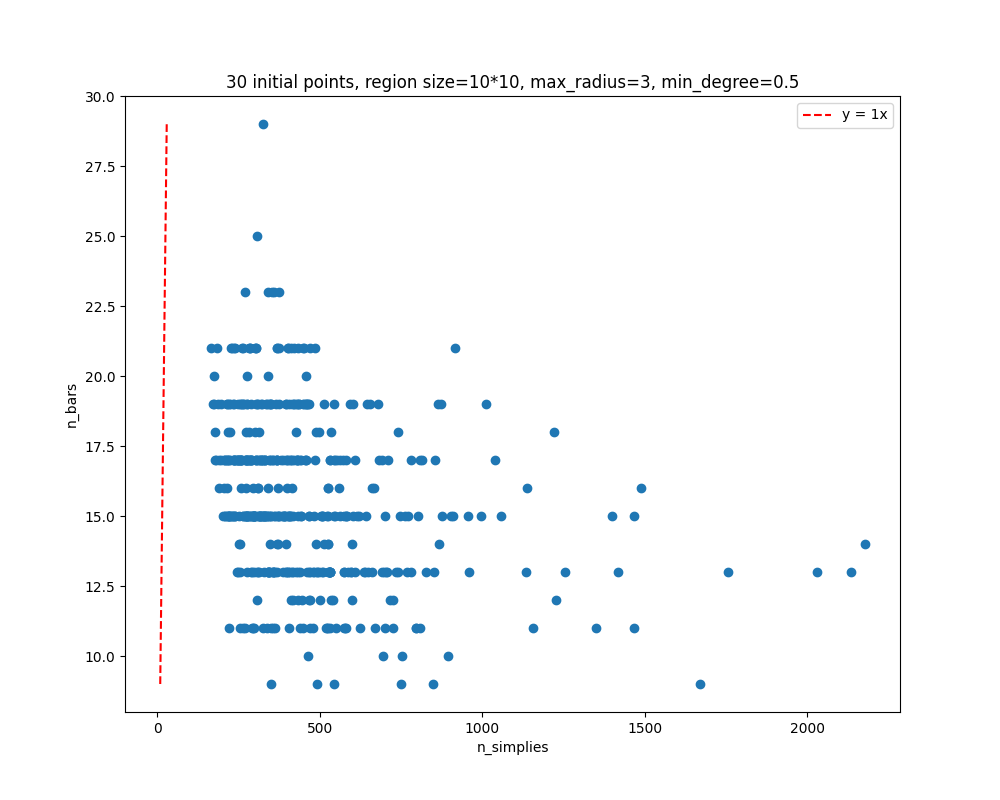 30 initial points, region size=10*10, max_radius=3, min_degree=0.5
y = 1x
30.0
27.5
25.0
22.5
20.0
17.5
15.0
12.5
10.0
n_bars
0 500 1000 1500 2000
n_simplies